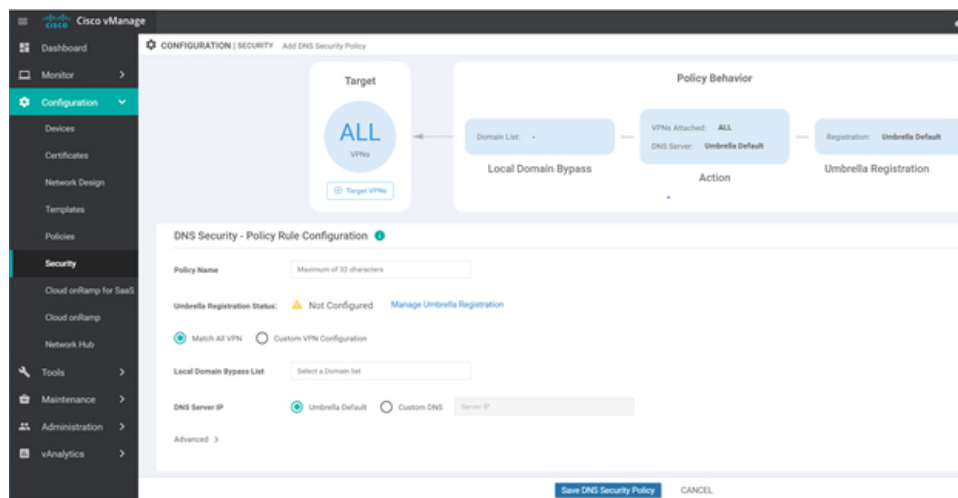 cisco Cisco vManage
Dashboard
CONFIGURATION | SECURITY Add DNS Security Policy
Monitor
Configuration
Devices
Certificates
Network Design
Templates
Policies
Security
Cloud onRamp for SaaS
Cloud onRamp
Network Hub
Tools
Maintenance
Administration
vAnalytics
Target
ALL
VPNs
Target VPNs
Policy Behavior
Domain List: -
Local Domain Bypass
VPNs Attached: ALL
DNS Server: Umbrella Default
Action
Registration: Umbrella Default
Umbrella Registration
DNS Security - Policy Rule Configuration
Policy Name Maximum of 32 characters
Umbrella Registration Status: Not Configured Manage Umbrella Registration
Match All VPN Custom VPN Configuration
Local Domain Bypass List Select a Domain list
DNS Server IP Umbrella Default Custom DNS Server IP
Advanced >
Save DNS Security Policy CANCEL